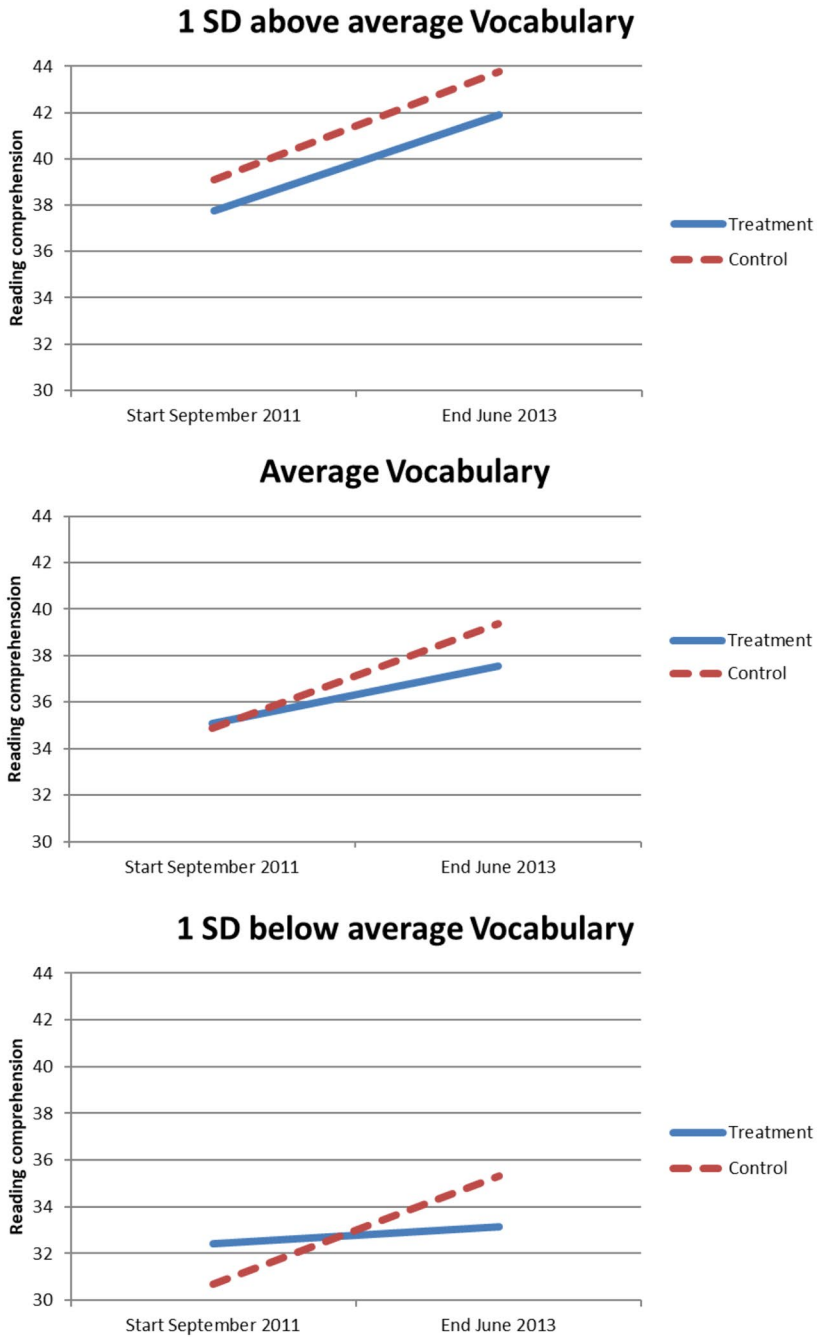 1 SD above average Vocabulary
44
42
40
38
36
34
32
30
Reading comprehension
Start September 2011
End June 2013
Treatment
Control
Average Vocabulary
44
42
40
38
36
34
32
30
Reading comprehensoion
Start September 2011
End June 2013
Treatment
Control
1 SD below average Vocabulary
44
42
40
38
36
34
32
30
Reading comprehension
Start September 2011
End June 2013
Treatment
Control